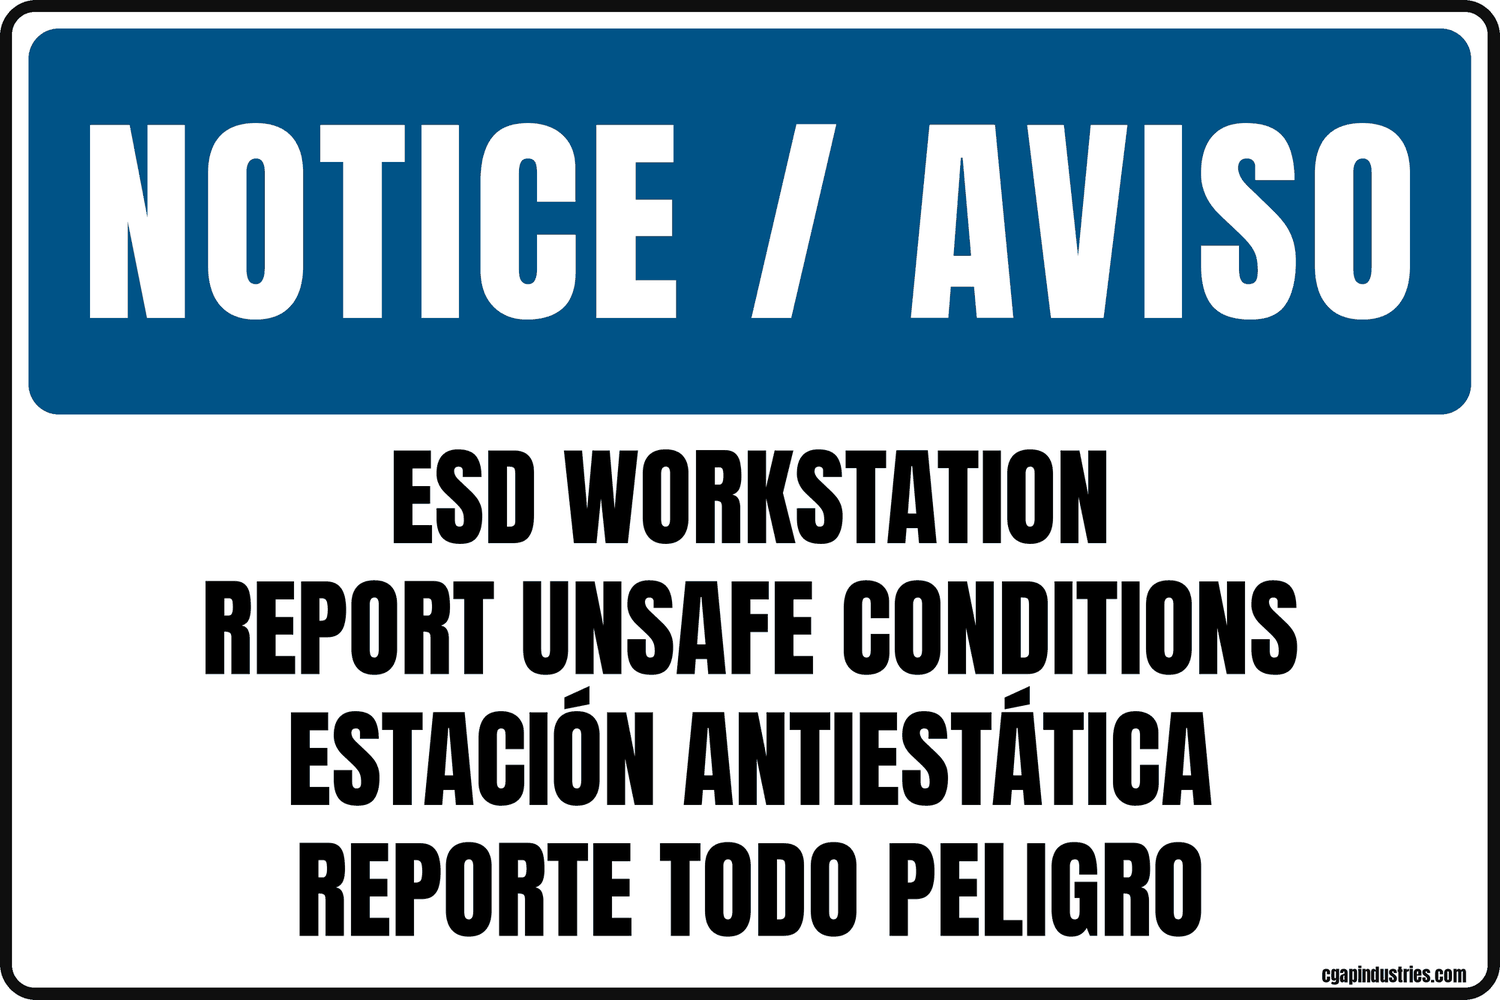 NOTICE / AVISO
ESD WORKSTATION
REPORT UNSAFE CONDITIONS
ESTACIÓN ANTIESTÁTICA
REPORTE TODO PELIGRO
cgapindustries.com